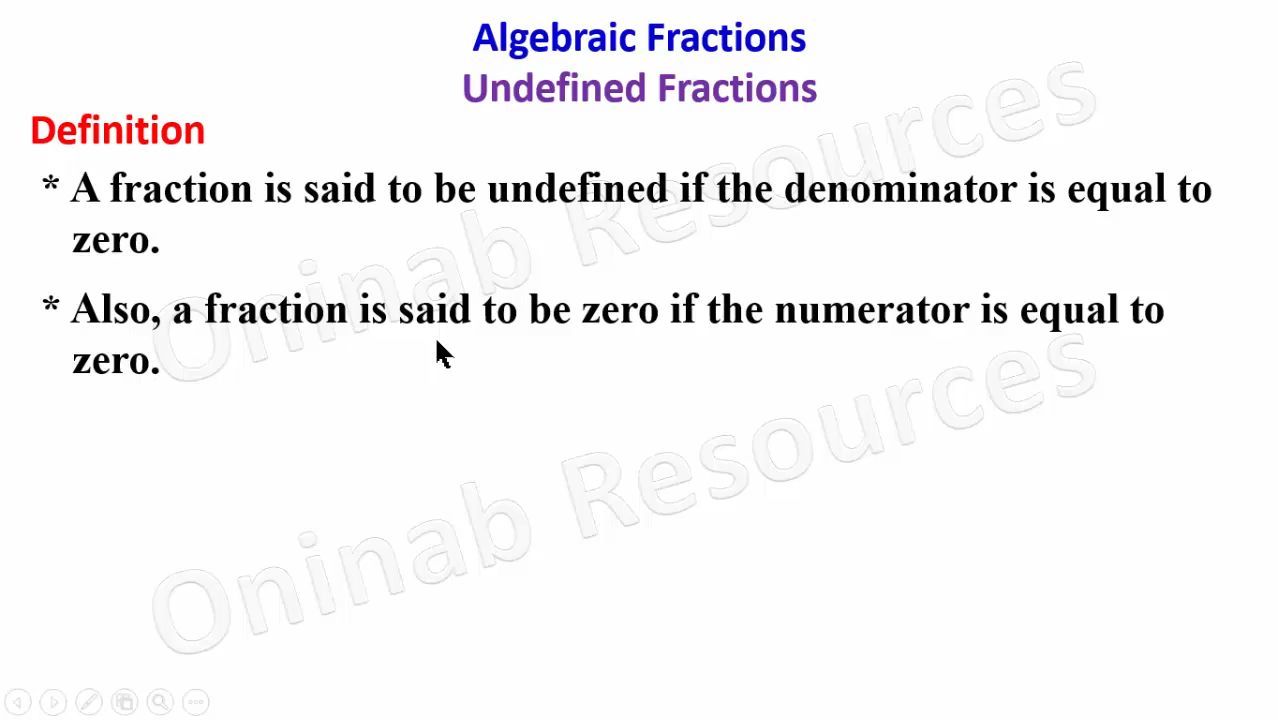 Algebraic Fractions
Undefined Fractions
Definition
* A fraction is said to be undefined if the denominator is equal to
zero.
* Also, a fraction is said to be zero if the numerator is equal to
zero.
Oninab Resources
Oninab Resources